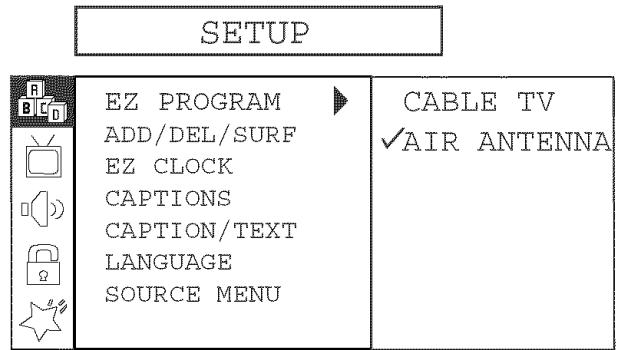 SETUP
A
B C D
EZ PROGRAM
ADD/DEL/SURF
EZ CLOCK
CAPTIONS
CAPTION/TEXT
LANGUAGE
SOURCE MENU
CABLE TV
✓AIR ANTENNA